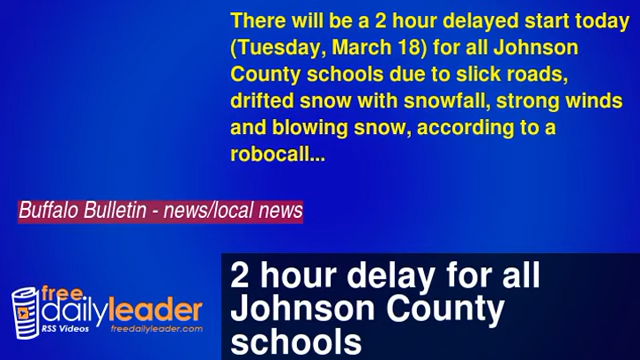 There will be a 2 hour delayed start today
(Tuesday, March 18) for all Johnson
County schools due to slick roads,
drifted snow with snowfall, strong winds
and blowing snow, according to a
robocall...
Buffalo Bulletin - news/local news
2 hour delay for all
Johnson County
schools
free
dailyleader
RSS Videos freedailyleader.com